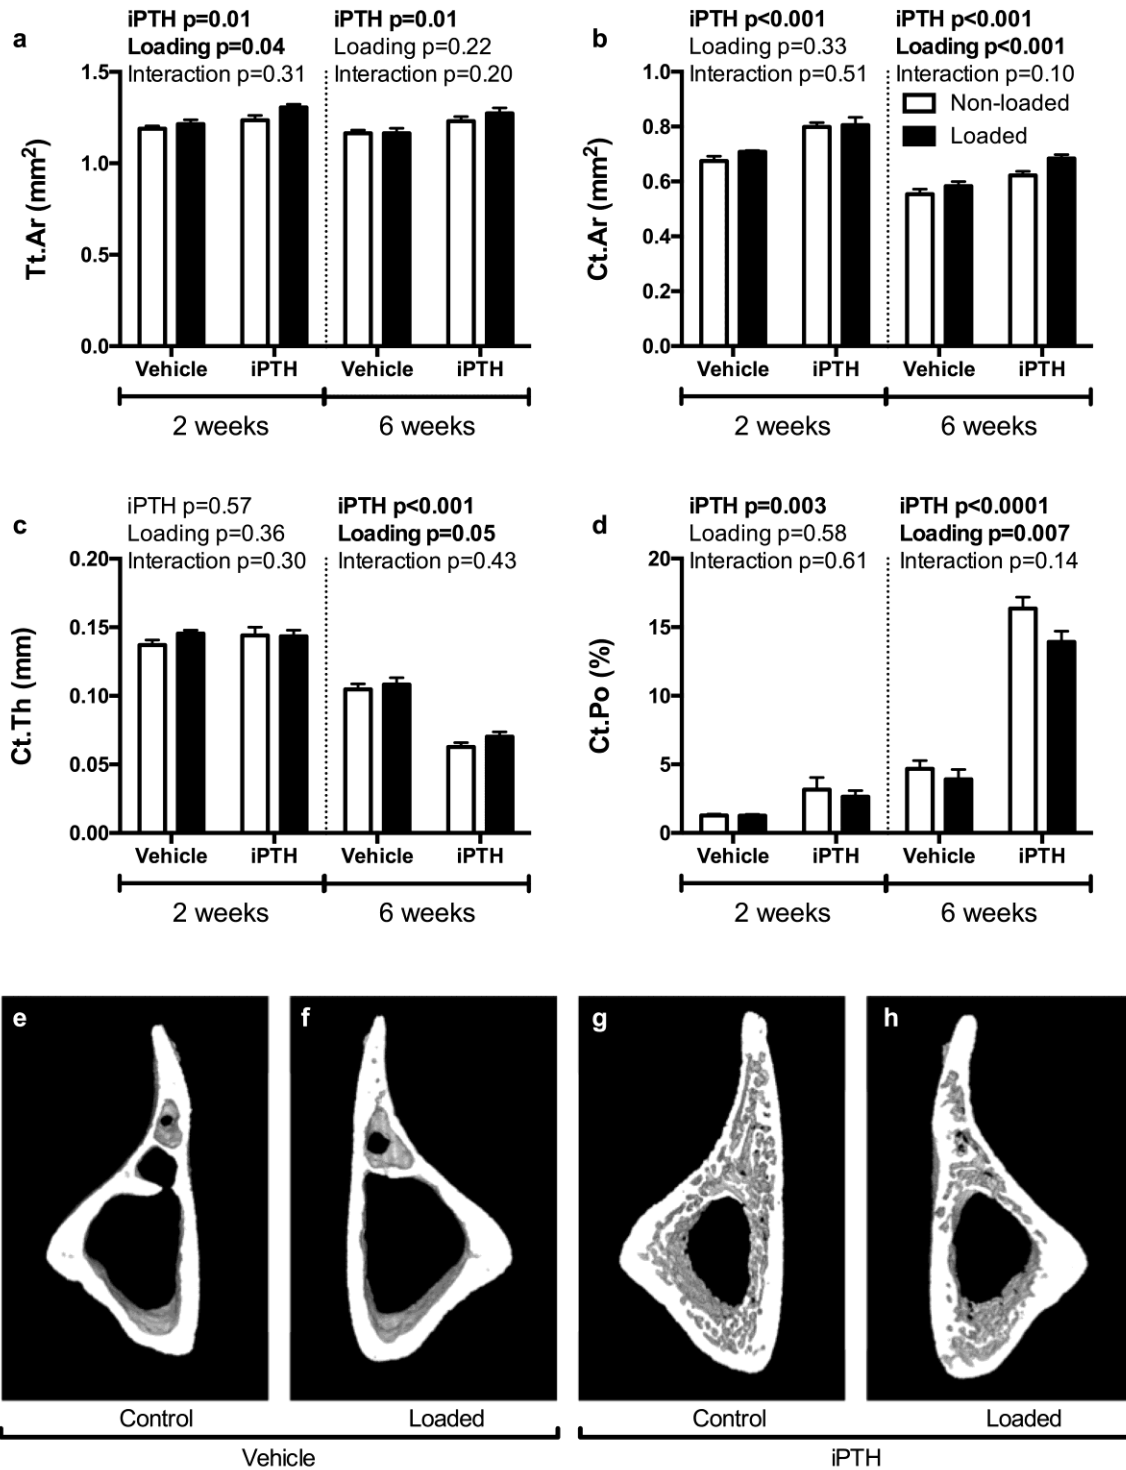 a
iPTH p=0.01
Loading p=0.04
Interaction p=0.31
iPTH p=0.01
Loading p=0.22
Interaction p=0.20
Tt.Ar (mm2)
1.5
1.0
0.5
0.0
Vehicle iPTH Vehicle iPTH
2 weeks 6 weeks
b
iPTH p<0.001
Loading p=0.33
Interaction p=0.51
iPTH p<0.001
Loading p<0.001
Interaction p=0.10
Non-loaded
Loaded
Ct.Ar (mm2)
1.0
0.8
0.6
0.4
0.2
0.0
Vehicle iPTH Vehicle iPTH
2 weeks 6 weeks
c
iPTH p=0.57
Loading p=0.36
Interaction p=0.30
iPTH p<0.001
Loading p=0.05
Interaction p=0.43
Ct.Th (mm)
0.20
0.15
0.10
0.05
0.00
Vehicle iPTH Vehicle iPTH
2 weeks 6 weeks
d
iPTH p=0.003
Loading p=0.58
Interaction p=0.61
iPTH p<0.0001
Loading p=0.007
Interaction p=0.14
Ct.Po (%)
20
15
10
5
0
Vehicle iPTH Vehicle iPTH
2 weeks 6 weeks
e f g h
Control Loaded Control Loaded
Vehicle iPTH